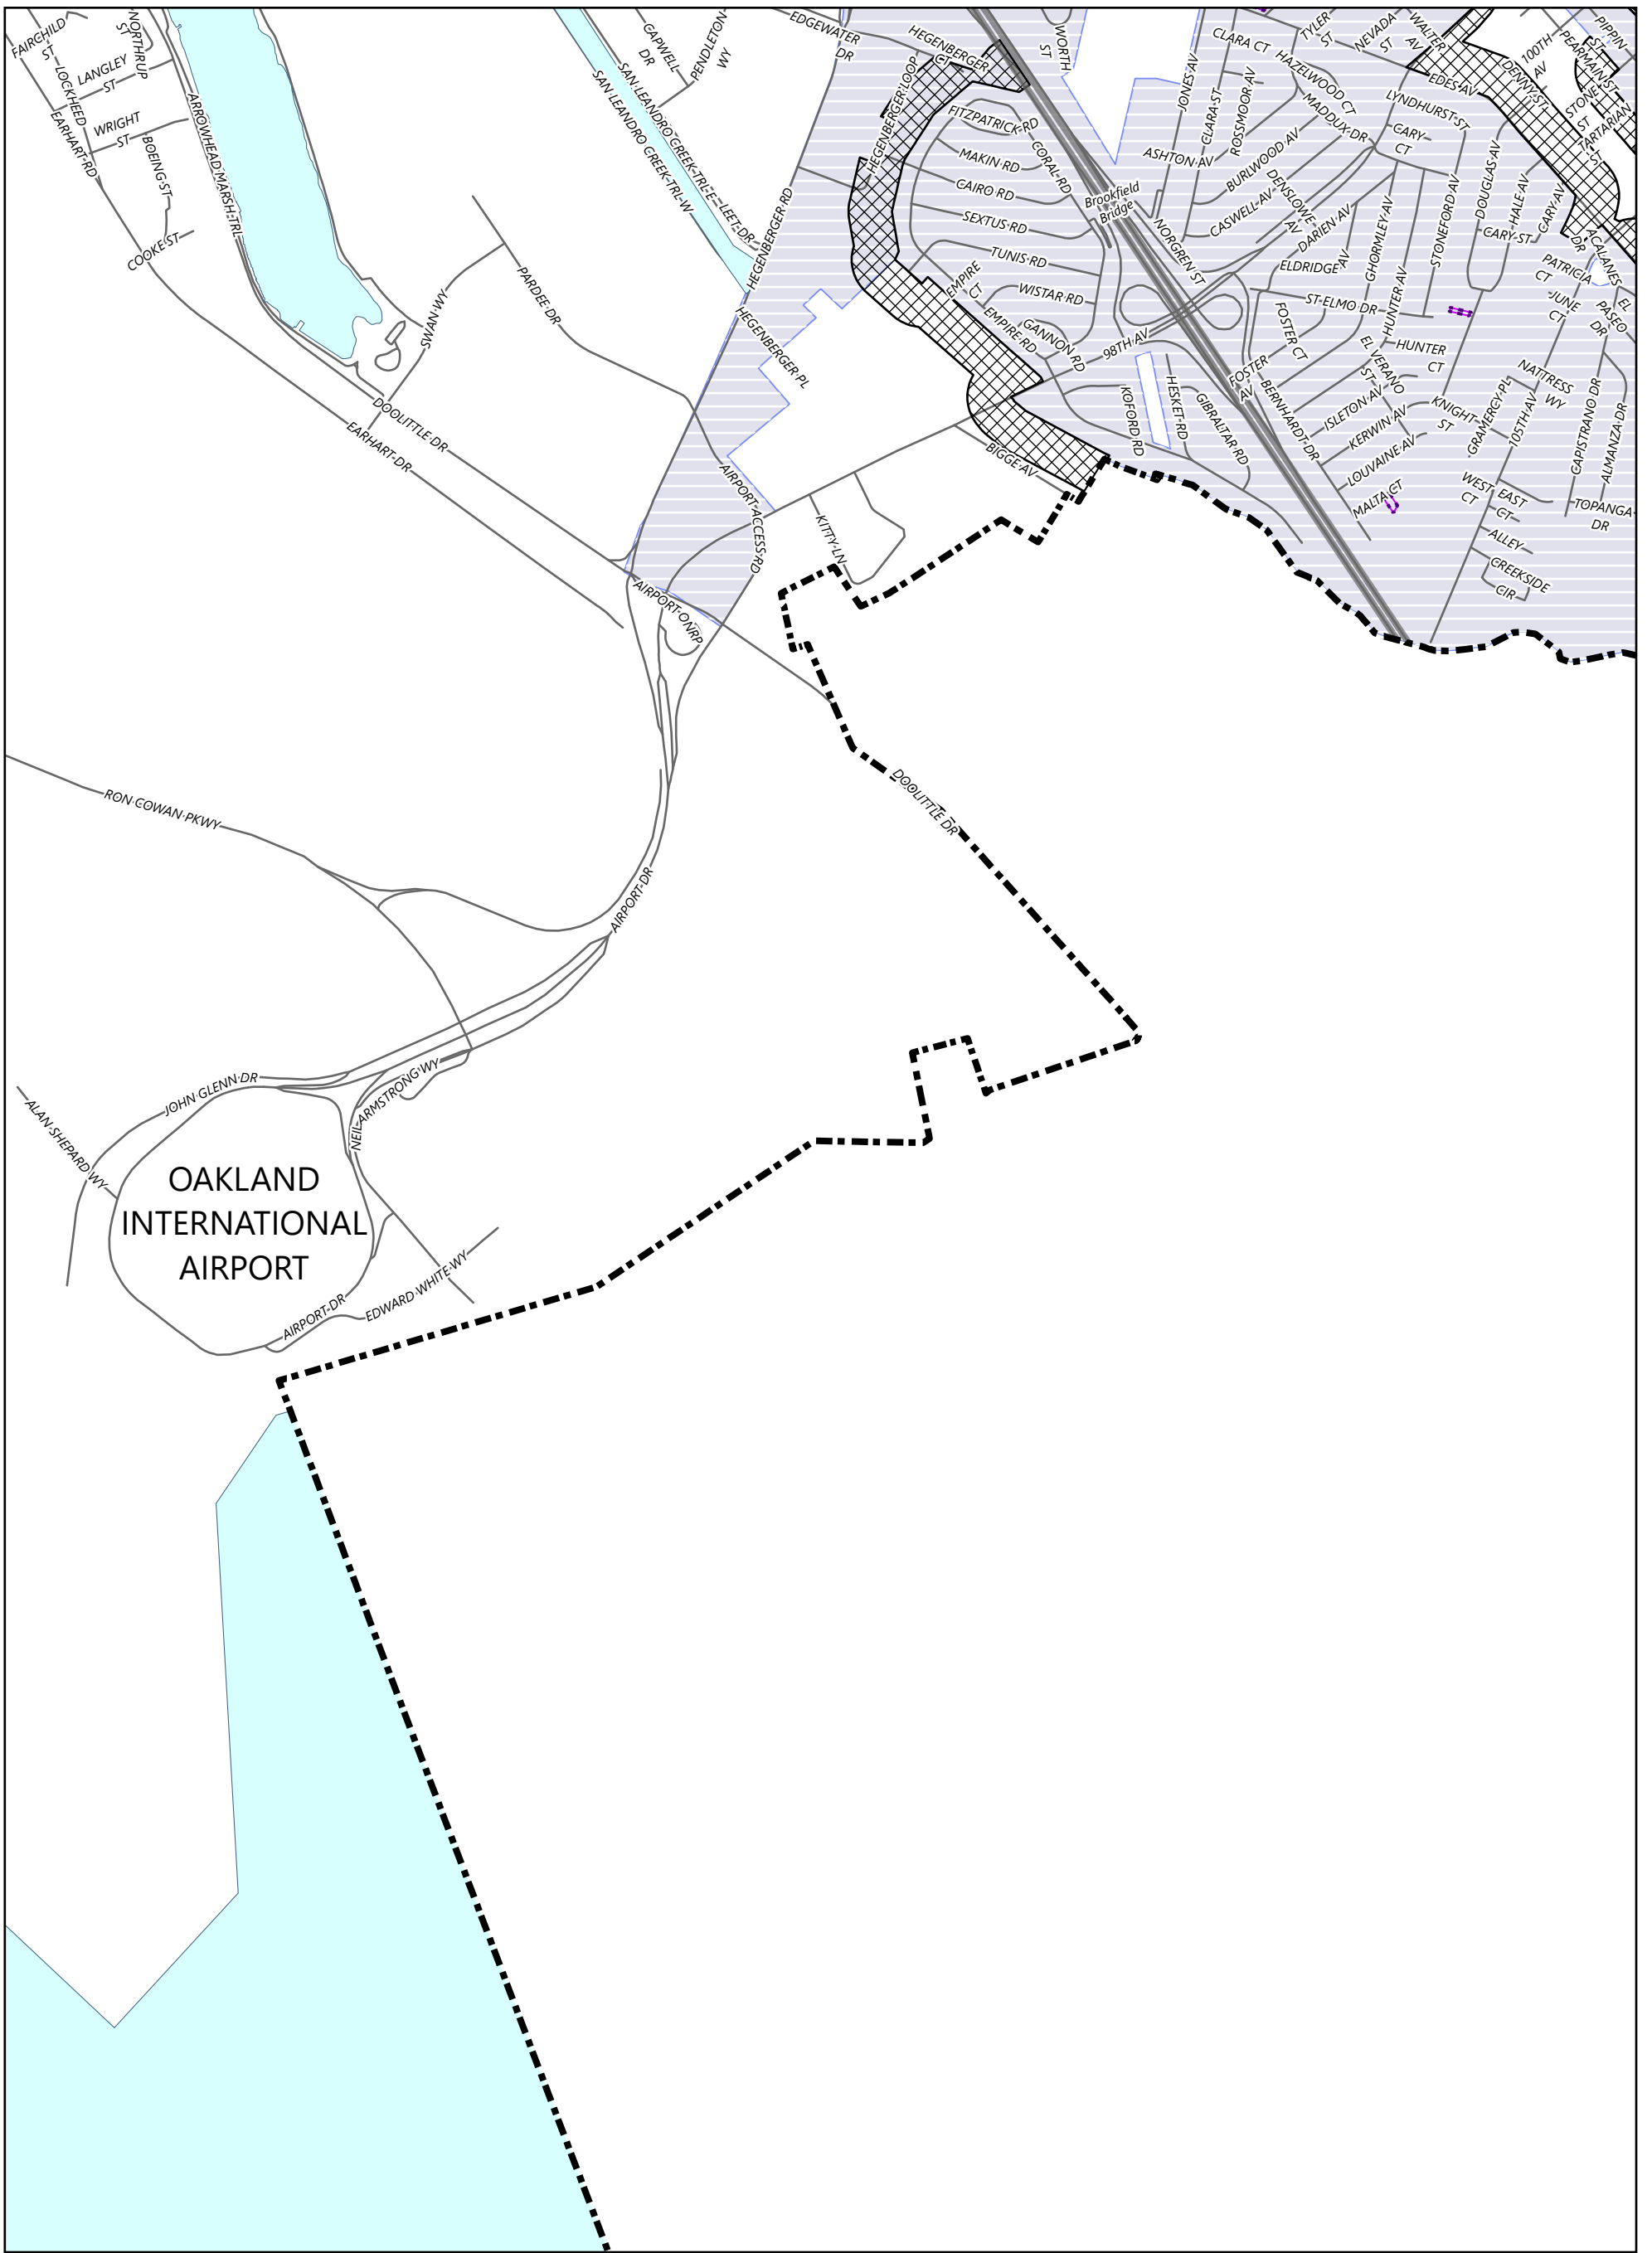 FAIRCHILD
ST
NORTHRUP
ST
LOCKHEED
LANGLEY
ST
EARHART RD
WRIGHT
ST
BOEING ST
COOKE ST
ARROWHEAD MARSH TRL
CAPWELL
DR
PENDLETON
WY
SAN LEANDRO CREEK TRL E
LEET DR
SAN LEANDRO CREEK TRL W
EDGEWATER
DR
HEGENBERGER
CT
WORTH
ST
HEGENBERGER LOOP
HEGENBERGER RD
HEGENBERGER PL
SWAN WY
PARDEE DR
DOOLITTLE DR
EARHART DR
FITZPATRICK RD
MAKIN RD
CORAL RD
CAIRO RD
SEXTUS RD
TUNIS RD
EMPIRE
CT
WISTAR RD
EMPIRE RD
GANNON RD
98TH AV
Brookfield
Bridge
NORGREN ST
KOFORD RD
HESKET RD
GIBRALTAR RD
BIGGE AV
JONES AV
CLARA CT
CLARA ST
ROSSMOOR AV
ASHTON AV
TYLER
ST
NEVADA
ST
WALTER
AV
HAZELWOOD CT
MADDUX DR
EDES AV
LYNDHURST ST
CARY
CT
BURLWOOD AV
CASWELL AV
DENSLOWE
AV
DARIEN AV
ELDRIDGE
AV
GHORMLEY AV
HUNTER AV
STONEFORD AV
DOUGLAS AV
HALE AV
CARY AV
CARY ST
100TH
AV
DENNY ST
PEARMAIN ST
PIPPIN
ST
STONE
ST
TARTARIAN
ST
ACALANES
DR
PATRICIA
CT
JUNE
CT
EL
PASEO
DR
ST ELMO DR
FOSTER CT
FOSTER
AV
BERNHARDT DR
EL VERANO
ST
HUNTER
CT
ISLETON AV
KERWIN AV
LOUVAINE AV
MALTA CT
KNIGHT
ST
GRAMERCY PL
105TH AV
NATTRESS
WY
CAPISTRANO DR
ALMANZA DR
WEST
CT
EAST
CT
TOPANGA
DR
ALLEY
CREEKSIDE
CIR
AIRPORT ACCESS RD
KITTY LN
AIRPORT ONRP
DOOLITTLE DR
RON COWAN PKWY
AIRPORT DR
JOHN GLENN DR
NEIL ARMSTRONG WY
ALAN SHEPARD WY
OAKLAND
INTERNATIONAL
AIRPORT
EDWARD WHITE WY
AIRPORT DR